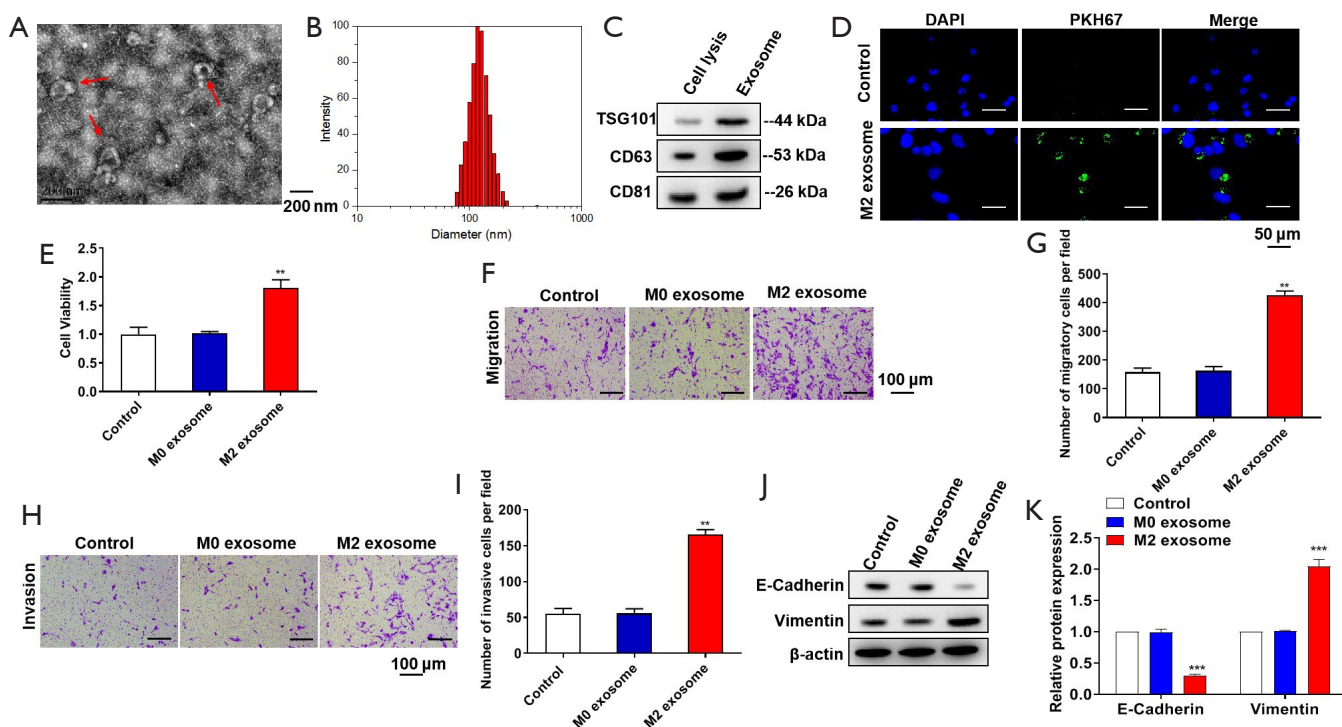 A
200 nm
200 nm
B
Intensity
100
80
60
40
20
0
10
100
1000
Diameter (nm)
C
Cell lysis
Exosome
TSG101
--44 kDa
CD63
--53 kDa
CD81
--26 kDa
D
DAPI
PKH67
Merge
Control
M2 exosome
50 μm
E
Cell Viability
2.5
2.0
1.5
1.0
0.5
0.0
**
Control
M0 exosome
M2 exosome
F
Control
M0 exosome
M2 exosome
Migration
100 μm
G
Number of migratory cells per field
500
400
300
200
100
0
**
Control
M0 exosome
M2 exosome
H
Control
M0 exosome
M2 exosome
Invasion
100 μm
I
Number of invasive cells per field
200
150
100
50
0
**
Control
M0 exosome
M2 exosome
J
Control
M0 exosome
M2 exosome
E-Cadherin
Vimentin
β-actin
K
Control
M0 exosome
M2 exosome
Relative protein expression
2.5
2.0
1.5
1.0
0.5
0.0
***
***
E-Cadherin
Vimentin